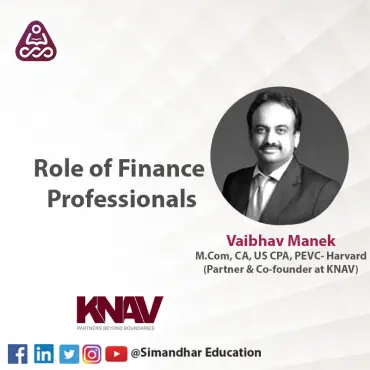 Role of Finance
Professionals
Vaibhav Manek
M.Com, CA, US CPA, PEVC- Harvard
(Partner & Co-founder at KNAV)
KNAV
PARTNERS BEYOND BOUNDARIES
@Simandhar Education